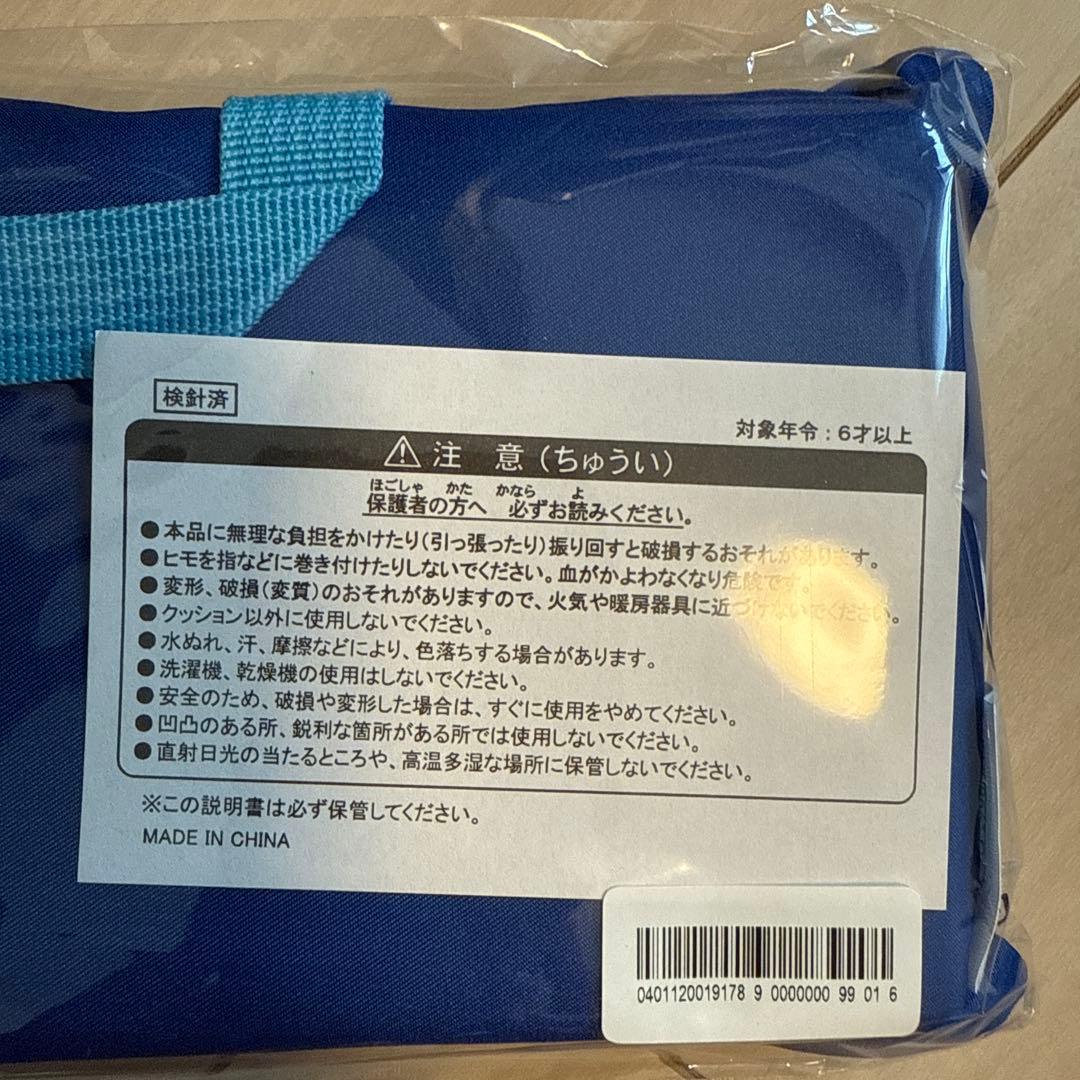 検針済
対象年令：6才以上
⚠注　意（ちゅうい）
ほごしゃ かた かなら よ
保護者の方へ 必ずお読みください。
●本品に無理な負担をかけたり（引っ張ったり）振り回すと破損するおそれがあります。
●ヒモを指などに巻き付けたりしないでください。血がかよわなくなり危険です。
●変形、破損（変質）のおそれがありますので、火気や暖房器具に近づけないでください。
●クッション以外に使用しないでください。
●水ぬれ、汗、摩擦などにより、色落ちする場合があります。
●洗濯機、乾燥機の使用はしないでください。
●安全のため、破損や変形した場合は、すぐに使用をやめてください。
●凹凸のある所、鋭利な箇所がある所では使用しないでください。
●直射日光の当たるところや、高温多湿な場所に保管しないでください。
※この説明書は必ず保管してください。
MADE IN CHINA
0401120019178 9 0000000 99 01 6